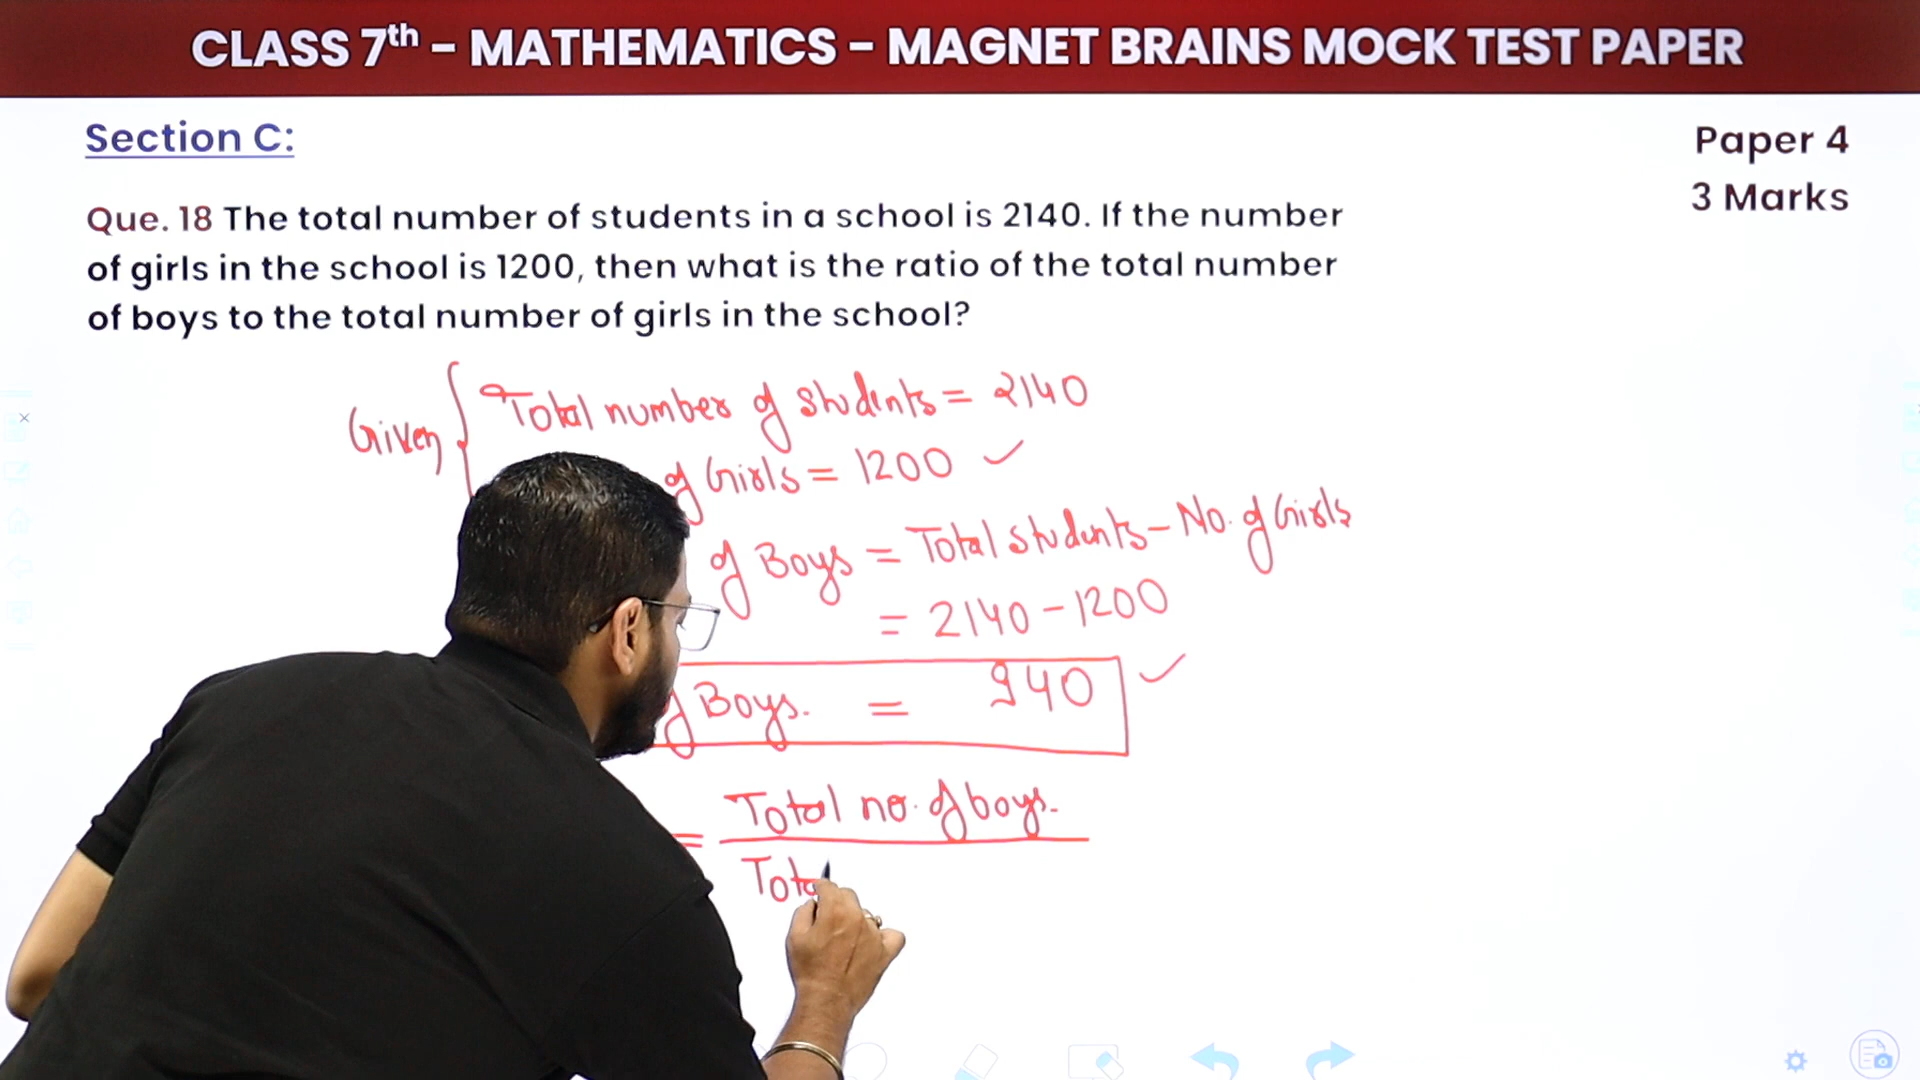 CLASS 7th – MATHEMATICS – MAGNET BRAINS MOCK TEST PAPER
Section C:
Paper 4
3 Marks
Que. 18 The total number of students in a school is 2140. If the number
of girls in the school is 1200, then what is the ratio of the total number
of boys to the total number of girls in the school?
Given { Total number of students = 2140
of Girls = 1200 ✓
of Boys = Total students – No. of Girls
= 2140 – 1200
of Boys. = 940 ✓
= Total no. of boys.
Tota